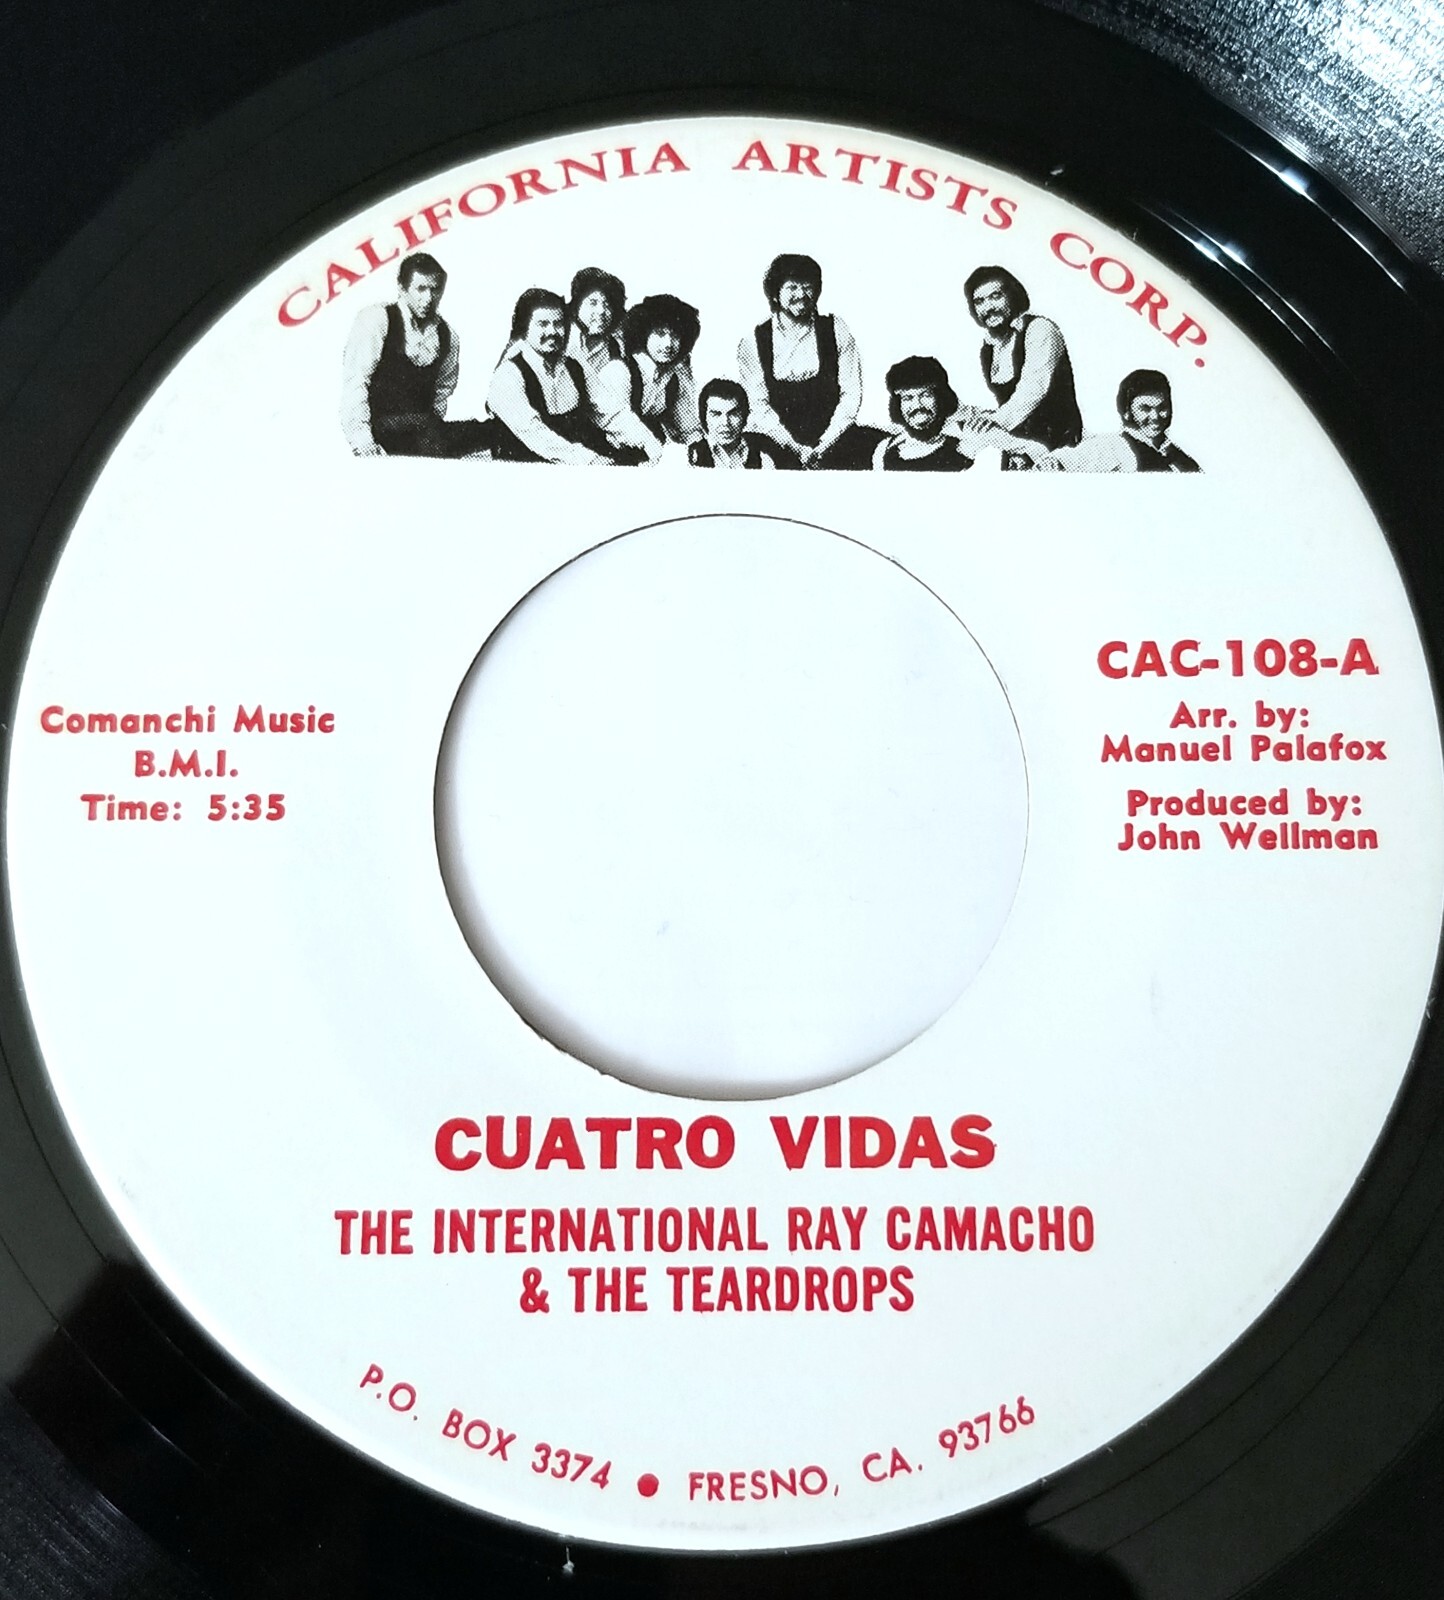 CALIFORNIA ARTISTS CORP.
Comanchi Music
B.M.I.
Time: 5:35
CAC-108-A
Arr. by:
Manuel Palafox
Produced by:
John Wellman
CUATRO VIDAS
THE INTERNATIONAL RAY CAMACHO
& THE TEARDROPS
P.O. BOX 3374 • FRESNO, CA. 93766